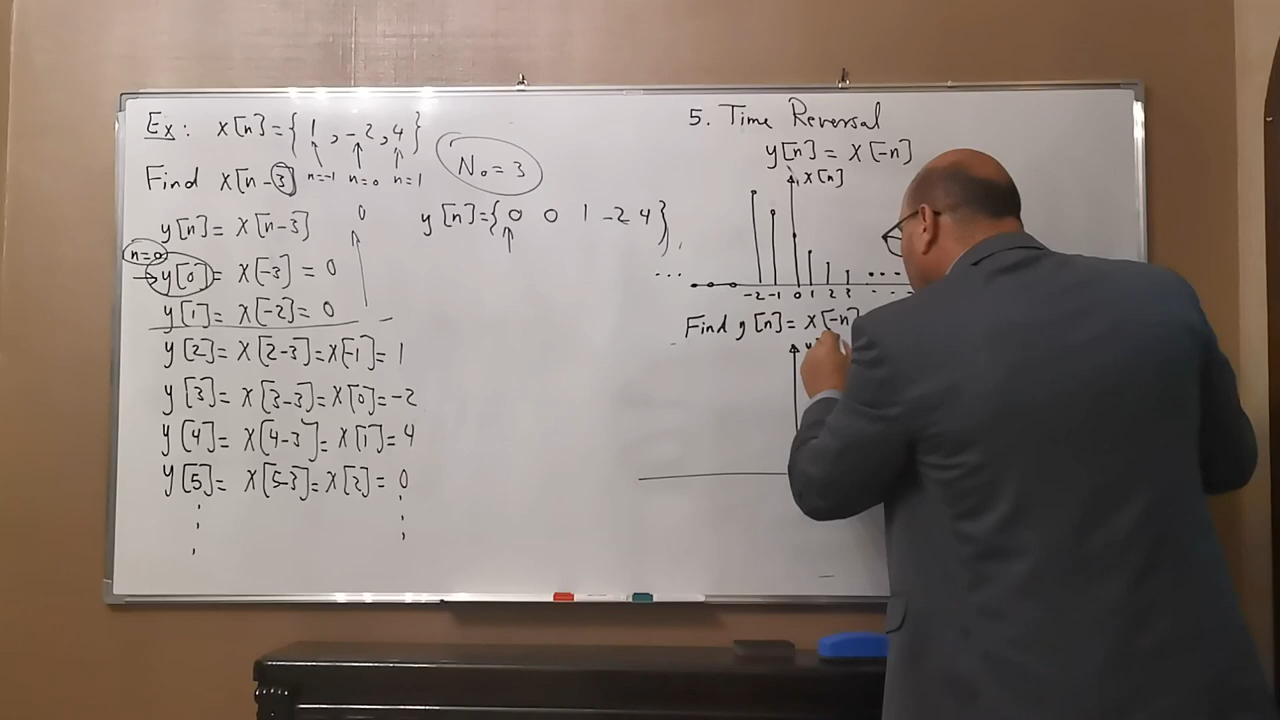 Ex: x[n]={1, -2, 4}
n=-1 n=0 n=1
Find x[n-3]
N₀=3
y[n]= x[n-3]
0
n=0
y[0]= x[-3] = 0
y[1]= x[-2]= 0
y[2]= x[2-3]=x[-1]= 1
y[3]= x[3-3]=x[0]=-2
y[4]= x[4-3]= x[1]=4
y[5]= x[5-3]=x[2]= 0
y[n]={0 0 1 -2 4}
5. Time Reversal
y[n]= x[-n]
x[n]
...
-2 -1 0 1 2 3
Find y[n]= x[-n]